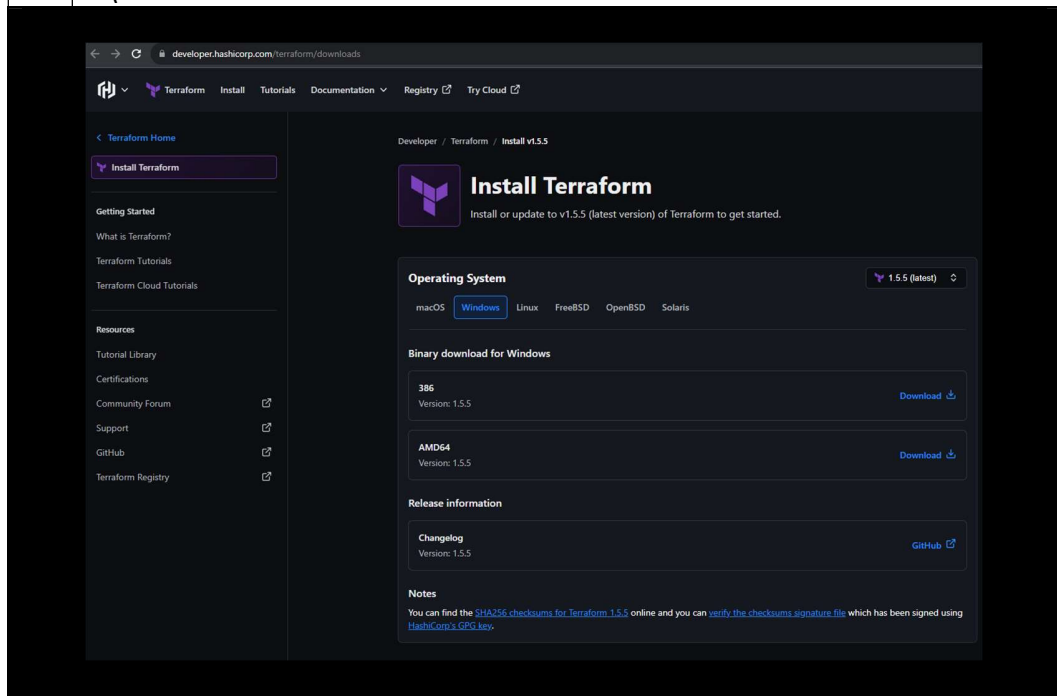 developer.hashicorp.com/terraform/downloads
Terraform Install Tutorials Documentation Registry Try Cloud
Terraform Home
Install Terraform
Getting Started
What is Terraform?
Terraform Tutorials
Terraform Cloud Tutorials
Resources
Tutorial Library
Certifications
Community Forum
Support
GitHub
Terraform Registry
Developer / Terraform / Install v1.5.5
Install Terraform
Install or update to v1.5.5 (latest version) of Terraform to get started.
Operating System
1.5.5 (latest)
macOS Windows Linux FreeBSD OpenBSD Solaris
Binary download for Windows
386
Version: 1.5.5
Download
AMD64
Version: 1.5.5
Download
Release information
Changelog
Version: 1.5.5
GitHub
Notes
You can find the SHA256 checksums for Terraform 1.5.5 online and you can verify the checksums signature file which has been signed using
HashiCorp's GPG key.